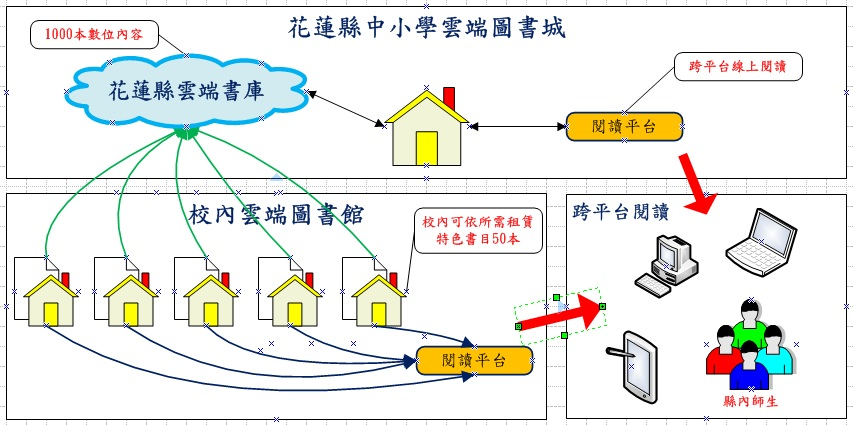 花蓮縣中小學雲端圖書城
1000本數位內容
花蓮縣雲端書庫
跨平台線上閱讀
閱讀平台
校內雲端圖書館
校內可依所需租賃
特色書目50本
閱讀平台
跨平台閱讀
縣內師生